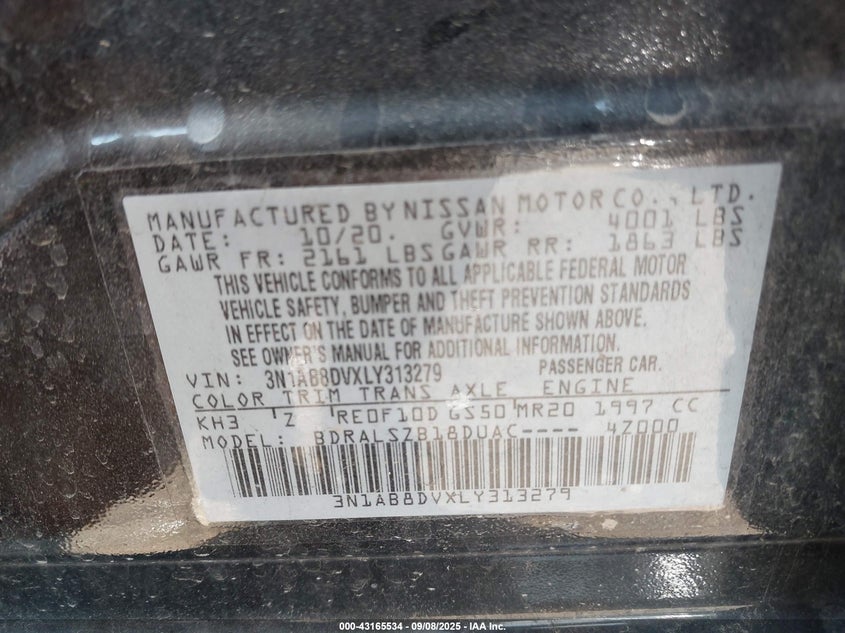 MANUFACTURED BY NISSAN MOTOR CO., LTD.
DATE: 10/20. GVWR: 4001 LBS
GAWR FR: 2161 LBS GAWR RR: 1863 LBS
THIS VEHICLE CONFORMS TO ALL APPLICABLE FEDERAL MOTOR
VEHICLE SAFETY, BUMPER AND THEFT PREVENTION STANDARDS
IN EFFECT ON THE DATE OF MANUFACTURE SHOWN ABOVE.
SEE OWNER'S MANUAL FOR ADDITIONAL INFORMATION.
VIN: 3N1AB8DVXLY313279 PASSENGER CAR.
COLOR TRIM TRANS AXLE ENGINE
KH3 Z RE0F10D GS50 MR20 1997 CC
MODEL: BDRALSZB18DUAC---- 4Z000
3N1AB8DVXLY313279
000-43165534 - 09/08/2025 - IAA Inc.